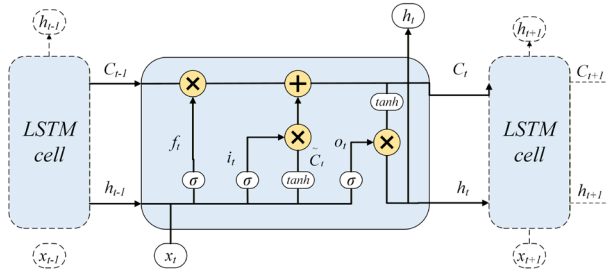 h_t
h_{t-1}
h_{t+1}
C_{t-1}
C_t
C_{t+1}
×
+
tanh
LSTM
cell
f_t
i_t
×
C̃_t
o_t
×
LSTM
cell
σ
σ
tanh
σ
h_{t-1}
h_t
h_{t+1}
x_{t-1}
x_t
x_{t+1}